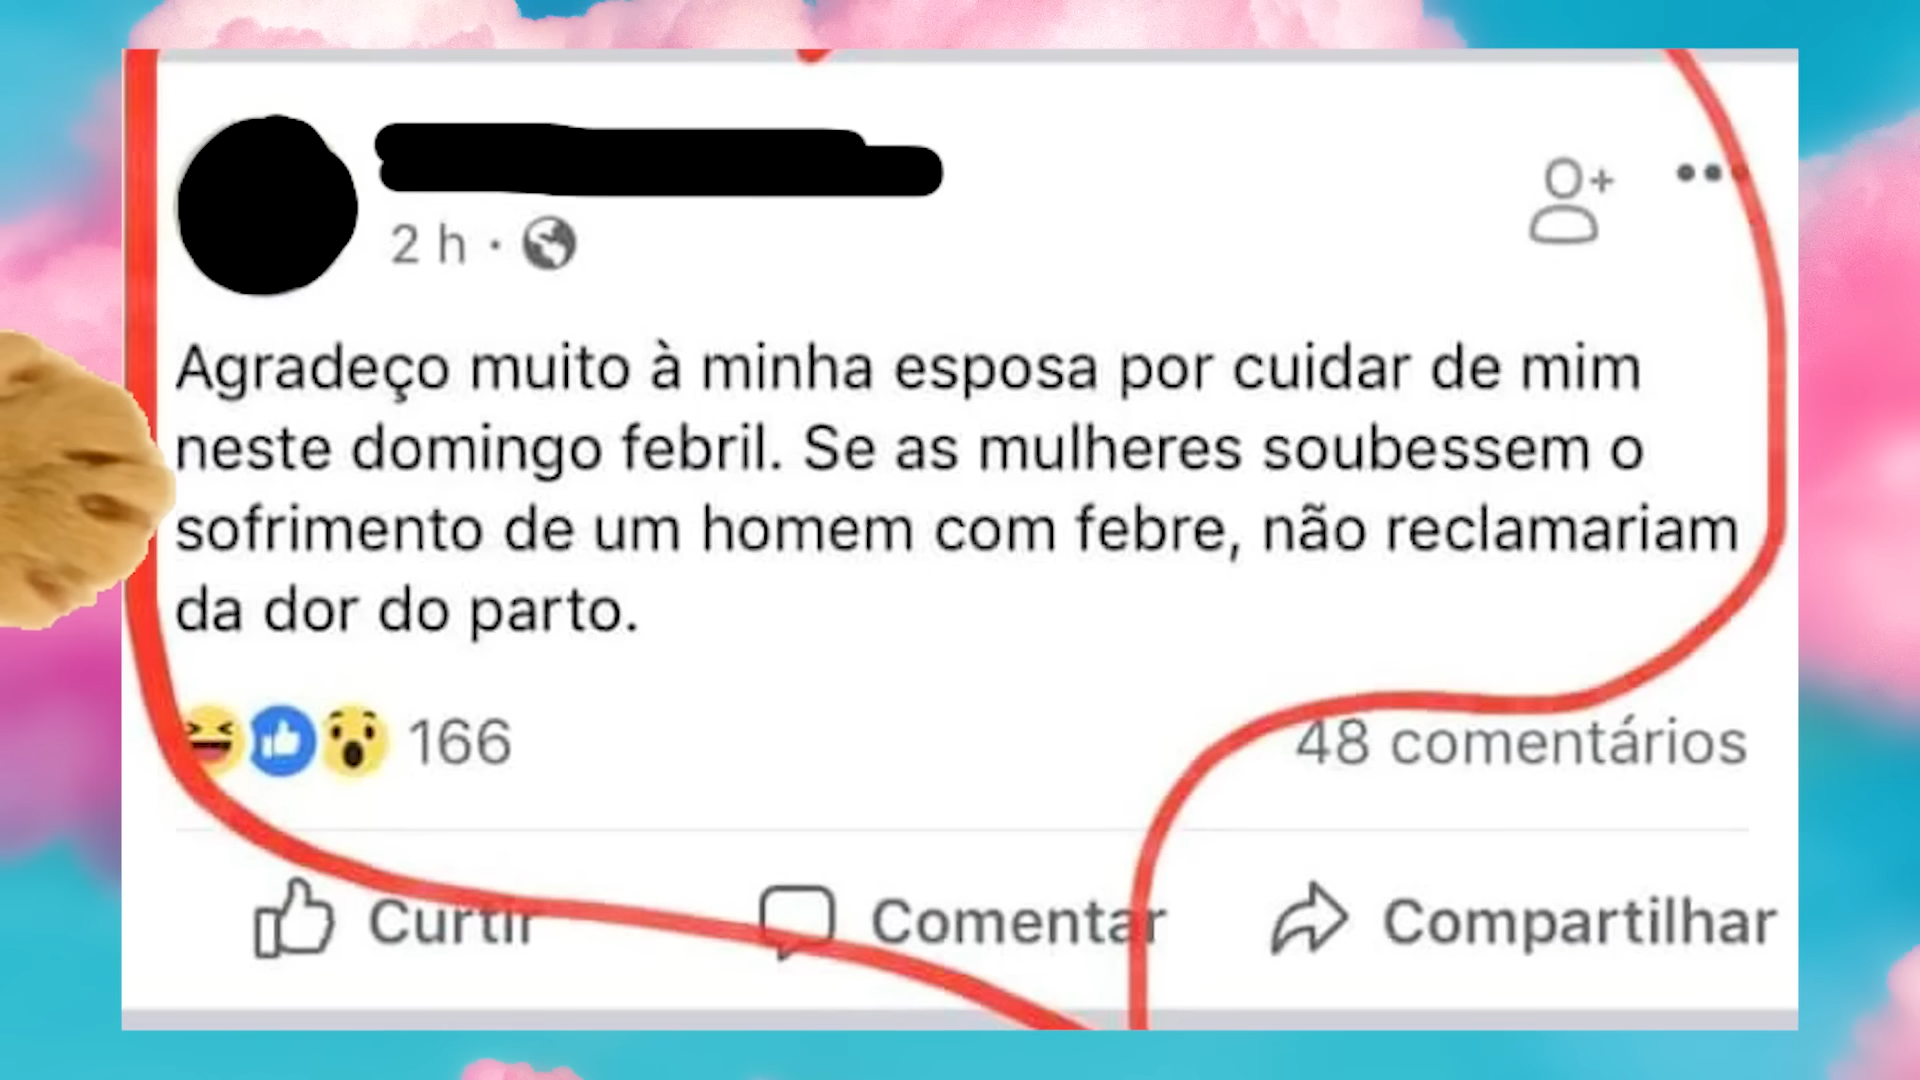 2 h ·
Agradeço muito à minha esposa por cuidar de mim
neste domingo febril. Se as mulheres soubessem o
sofrimento de um homem com febre, não reclamariam
da dor do parto.
166
48 comentários
Curtir
Comentar
Compartilhar